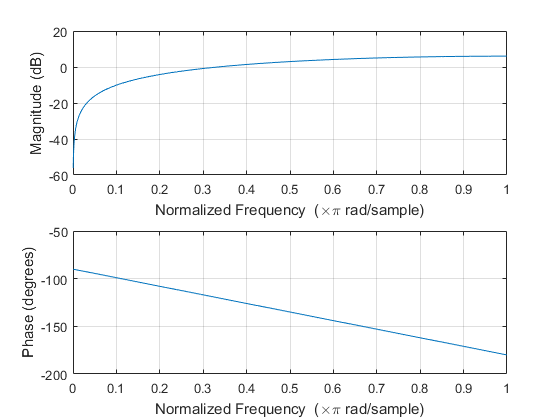 20
0
-20
-40
-60
Magnitude (dB)
0 0.1 0.2 0.3 0.4 0.5 0.6 0.7 0.8 0.9 1
Normalized Frequency (×π rad/sample)
-50
-100
-150
-200
Phase (degrees)
0 0.1 0.2 0.3 0.4 0.5 0.6 0.7 0.8 0.9 1
Normalized Frequency (×π rad/sample)